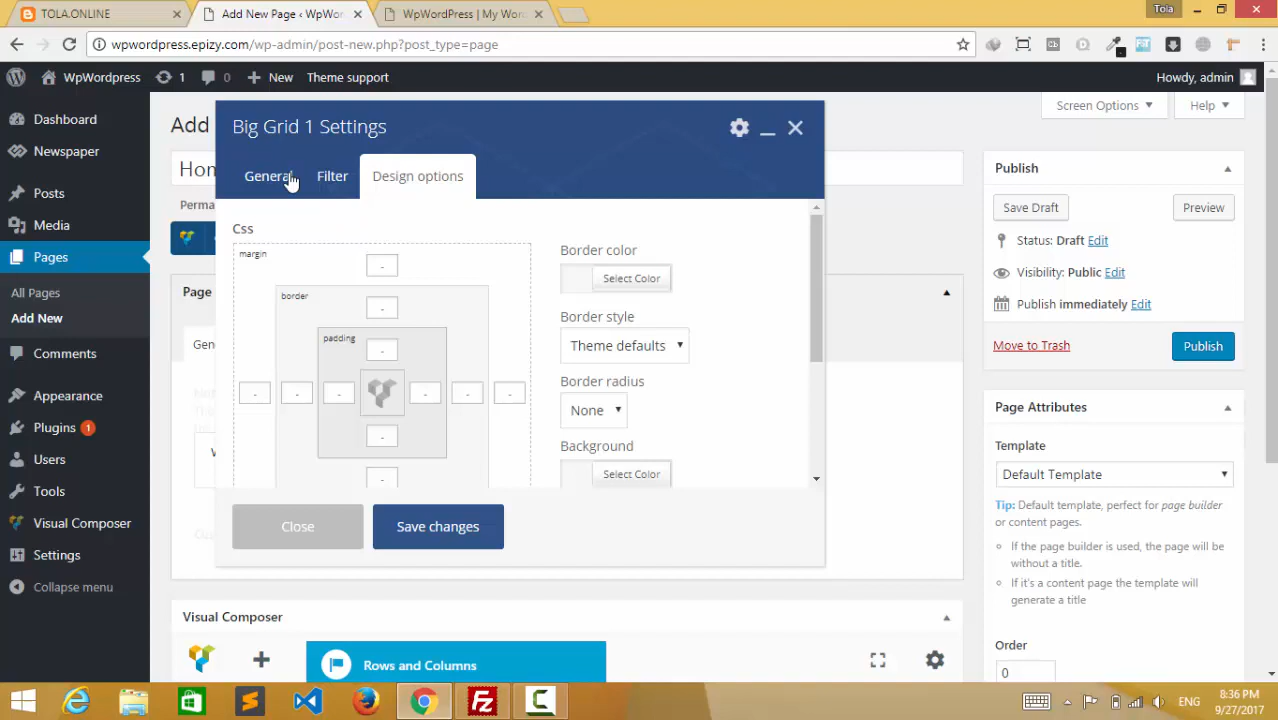 TOLA.ONLINE
Add New Page ‹ WpWor
WpWordPress | My Wor
Tola
wpwordpress.epizy.com/wp-admin/post-new.php?post_type=page
WpWordpress
1
0
New
Theme support
Howdy, admin
Screen Options
Help
Dashboard
Newspaper
Posts
Media
Pages
All Pages
Add New
Comments
Appearance
Plugins 1
Users
Tools
Visual Composer
Settings
Collapse menu
Add
Hom
Perma
Page
Gen
Big Grid 1 Settings
General
Filter
Design options
Css
margin
border
padding
-
-
-
- - - - - -
-
-
Border color
Select Color
Border style
Theme defaults
Border radius
None
Background
Select Color
Close
Save changes
Visual Composer
Rows and Columns
Publish
Save Draft
Preview
Status: Draft Edit
Visibility: Public Edit
Publish immediately Edit
Move to Trash
Publish
Page Attributes
Template
Default Template
Tip: Default template, perfect for page builder
or content pages.
If the page builder is used, the page will be
without a title.
If it's a content page the template will
generate a title
Order
0
ENG
8:36 PM
9/27/2017